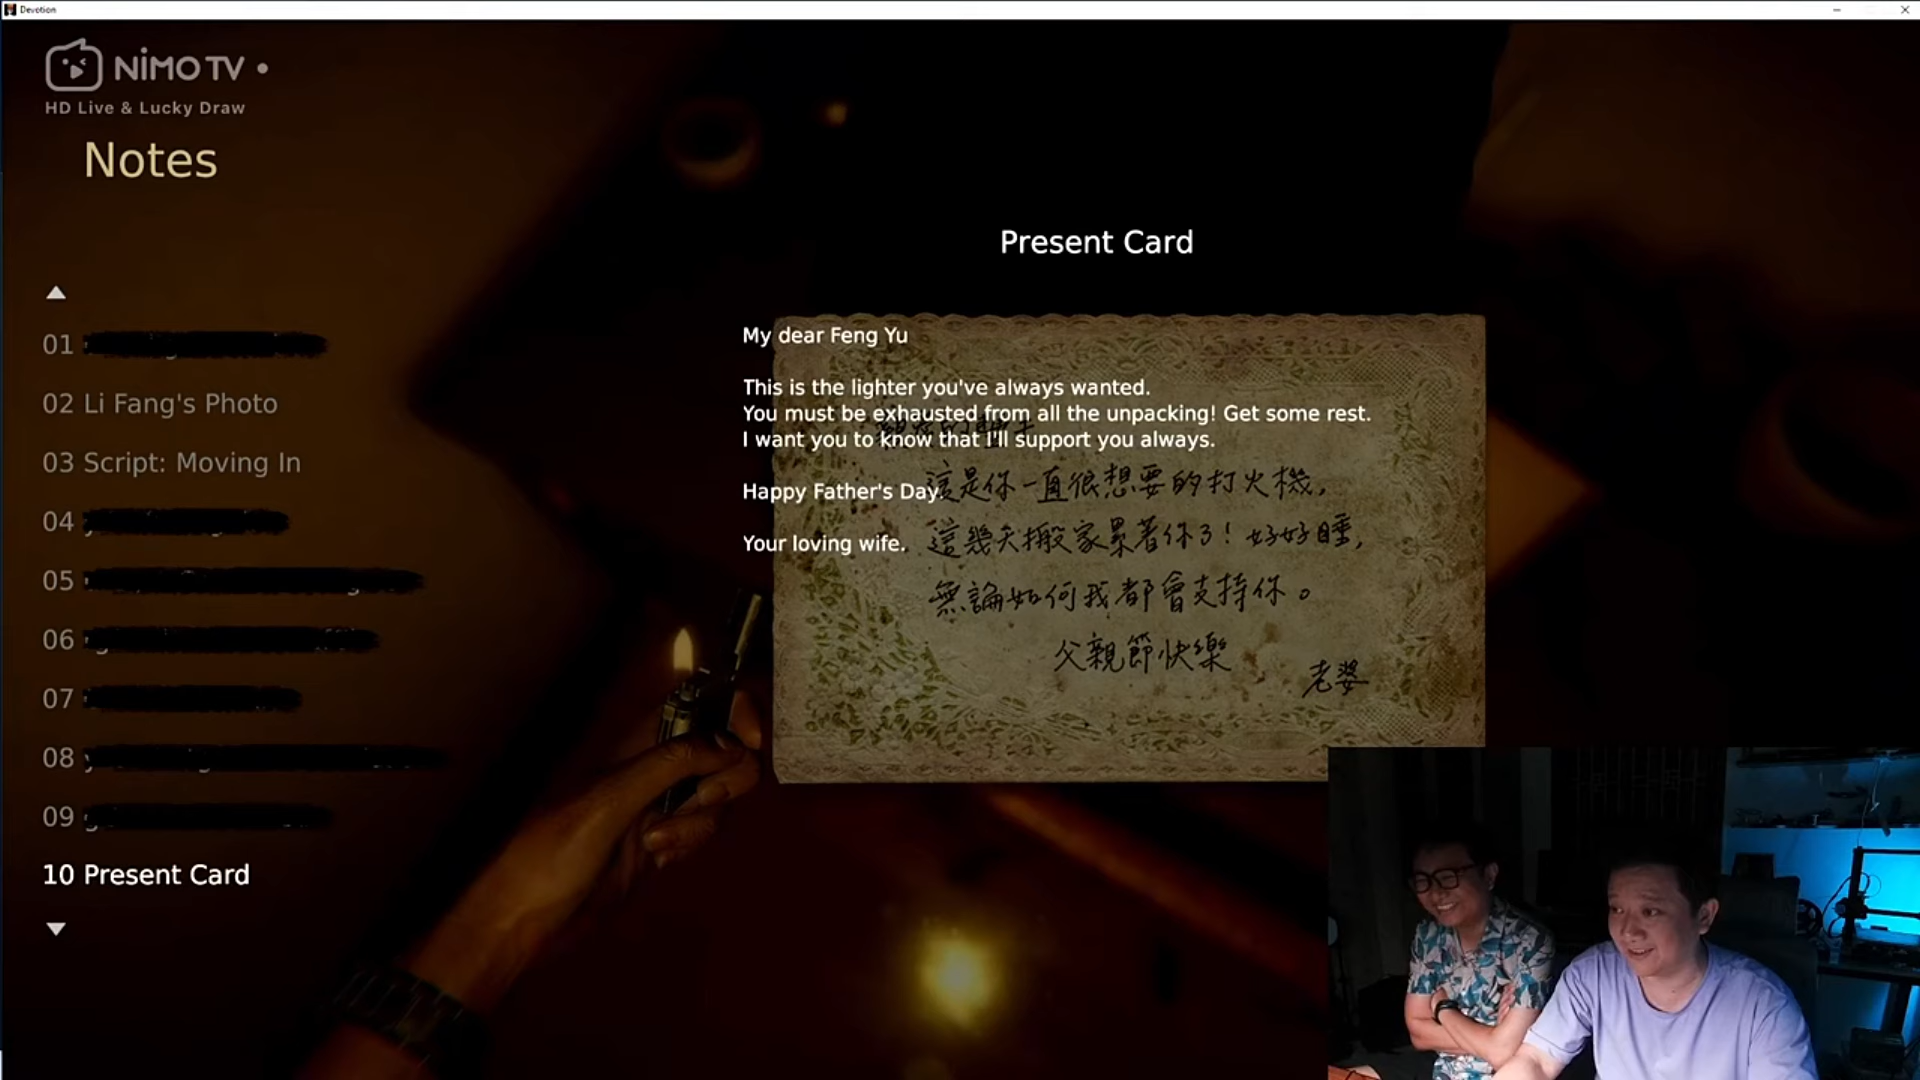 Devotion
NIMO TV
HD Live & Lucky Draw
Notes
01
02 Li Fang's Photo
03 Script: Moving In
04
05
06
07
08
09
10 Present Card
Present Card
My dear Feng Yu
This is the lighter you've always wanted.
You must be exhausted from all the unpacking! Get some rest.
I want you to know that I'll support you always.
Happy Father's Day.
Your loving wife.
這是你一直很想要的打火機，
這幾天搬家累著你了！好好睡，
無論如何我都會支持你。
父親節快樂
老婆